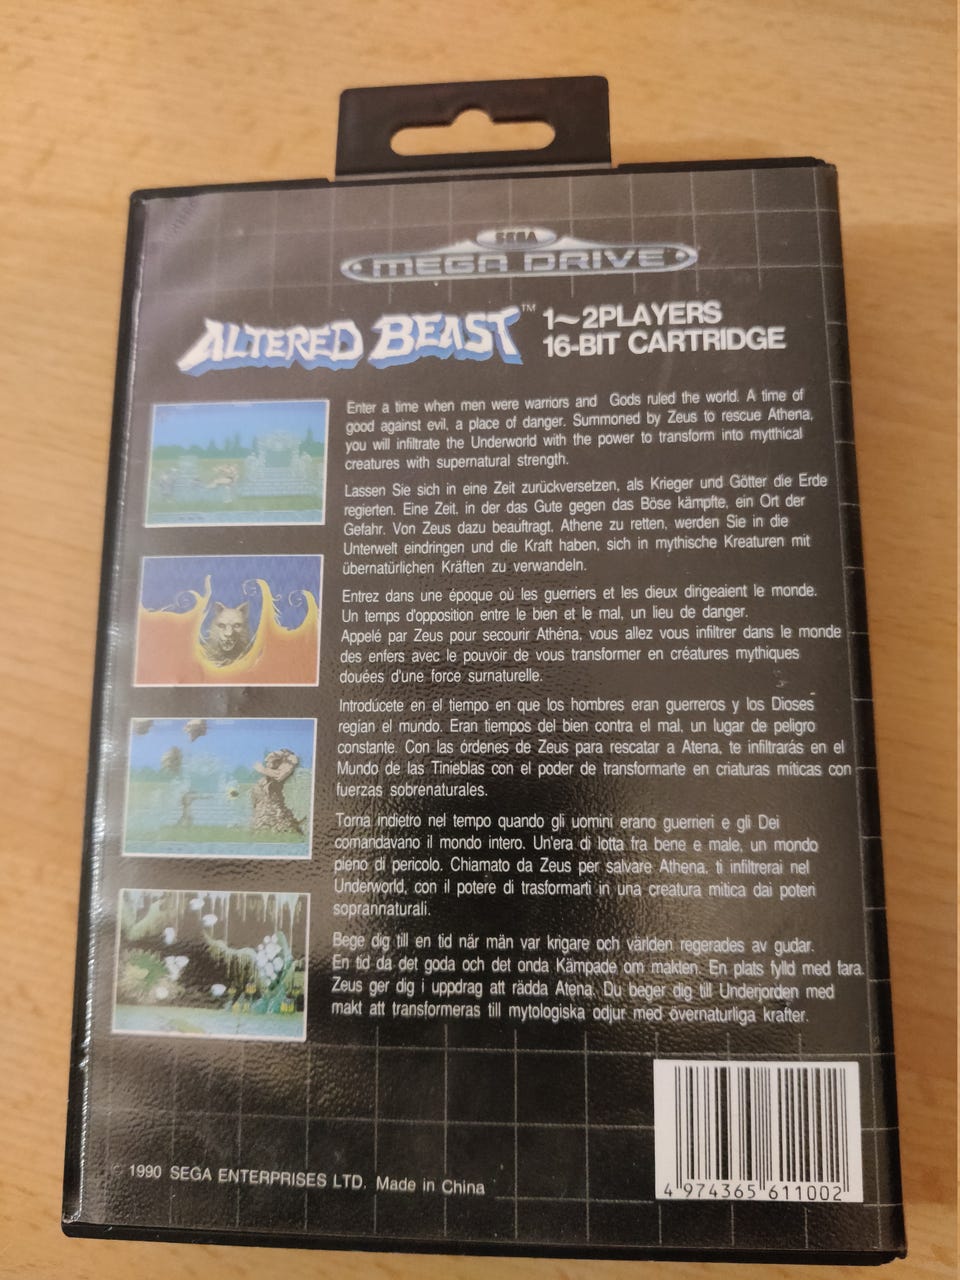 SEGA
MEGA DRIVE
ALTERED BEAST™
1~2PLAYERS
16-BIT CARTRIDGE
Enter a time when men were warriors and Gods ruled the world. A time of
good against evil, a place of danger. Summoned by Zeus to rescue Athena,
you will infiltrate the Underworld with the power to transform into mytthical
creatures with supernatural strength.
Lassen Sie sich in eine Zeit zurückversetzen, als Krieger und Götter die Erde
regierten. Eine Zeit, in der das Gute gegen das Böse kämpfte, ein Ort der
Gefahr. Von Zeus dazu beauftragt, Athene zu retten, werden Sie in die
Unterwelt eindringen und die Kraft haben, sich in mythische Kreaturen mit
übernatürlichen Kräften zu verwandeln.
Entrez dans une époque où les guerriers et les dieux dirigeaient le monde.
Un temps d'opposition entre le bien et le mal, un lieu de danger.
Appelé par Zeus pour secourir Athéna, vous allez vous infiltrer dans le monde
des enfers avec le pouvoir de vous transformer en créatures mythiques
douées d'une force surnaturelle.
Introdúcete en el tiempo en que los hombres eran guerreros y los Dioses
regian el mundo. Eran tiempos del bien contra el mal, un lugar de peligro
constante. Con las órdenes de Zeus para rescatar a Atena, te infiltrarás en el
Mundo de las Tinieblas con el poder de transformarte en criaturas míticas con
fuerzas sobrenaturales.
Torna indietro nel tempo quando gli uomini erano guerrieri e gli Dei
comandavano il mondo intero. Un'era di lotta fra bene e male, un mondo
pieno di pericolo. Chiamato da Zeus per salvare Athena, ti infiltrerai nel
Underworld, con il potere di trasformarti in una creatura mitica dai poteri
soprannaturali.
Bege dig till en tid när män var krigare och världen regerades av gudar.
En tid då det goda och det onda Kämpade om makten. En plats fylld med fara.
Zeus ger dig i uppdrag att rädda Atena. Du beger dig till Underjorden med
makt att transformeras till mytologiska odjur med övernaturliga krafter.
1990 SEGA ENTERPRISES LTD. Made in China
4 974365 611002